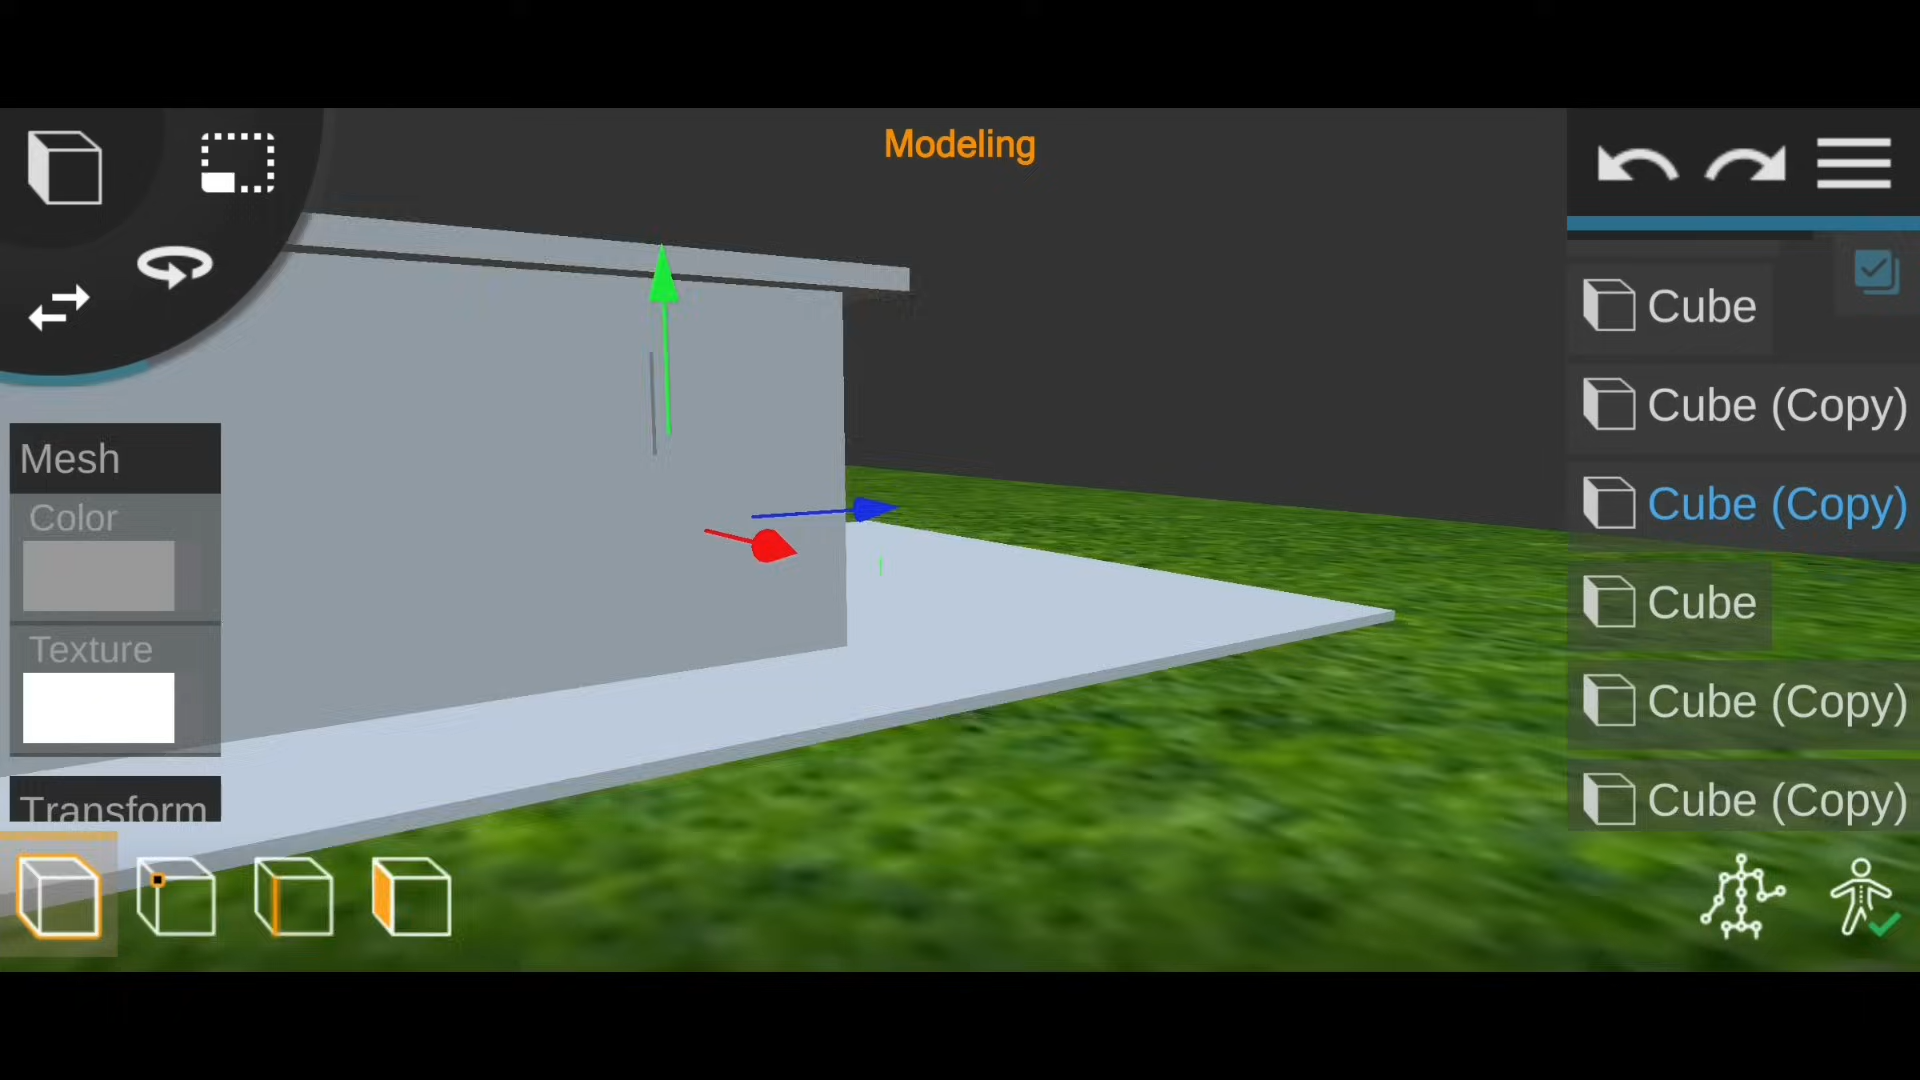 Modeling
Mesh
Color
Texture
Transform
Cube
Cube (Copy)
Cube (Copy)
Cube
Cube (Copy)
Cube (Copy)